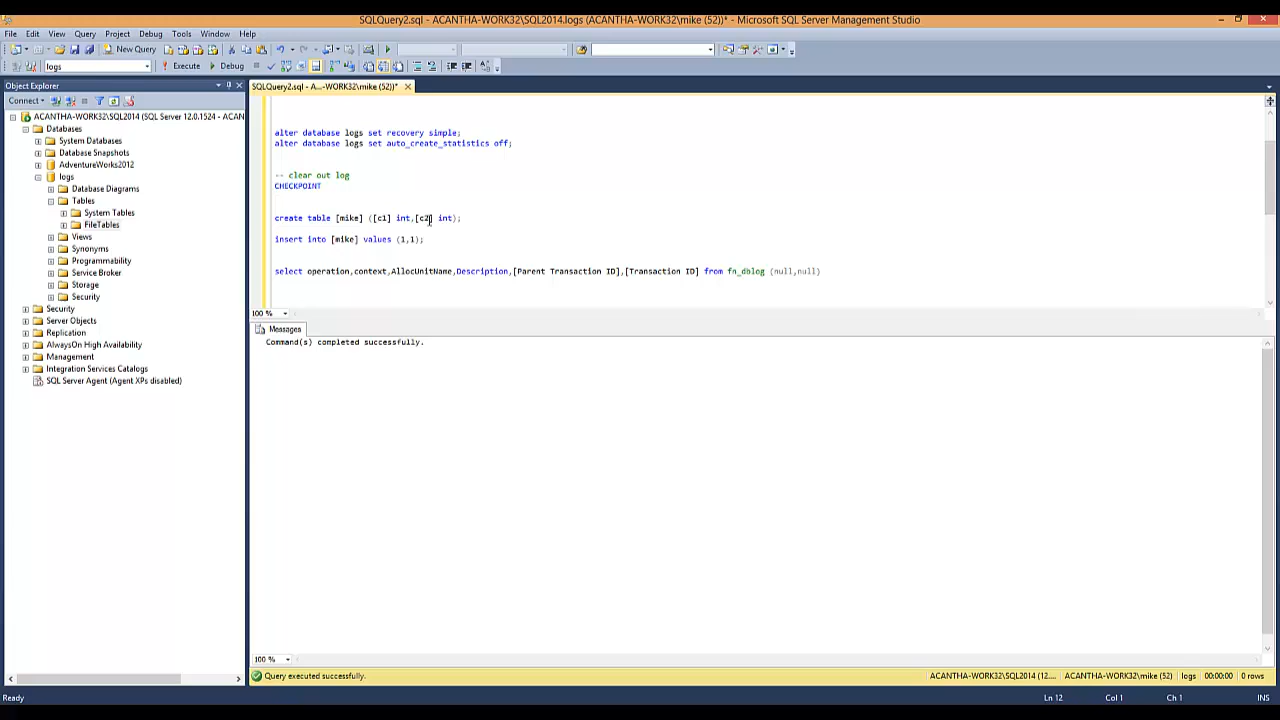 SQLQuery2.sql - ACANTHA-WORK32\SQL2014.logs (ACANTHA-WORK32\mike (52))* - Microsoft SQL Server Management Studio
File Edit View Query Project Debug Tools Window Help
New Query
logs Execute Debug
Object Explorer
SQLQuery2.sql - A...-WORK32\mike (52))*
Connect
ACANTHA-WORK32\SQL2014 (SQL Server 12.0.1524 - ACAN
Databases
System Databases
Database Snapshots
AdventureWorks2012
logs
Database Diagrams
Tables
System Tables
FileTables
Views
Synonyms
Programmability
Service Broker
Storage
Security
Security
Server Objects
Replication
AlwaysOn High Availability
Management
Integration Services Catalogs
SQL Server Agent (Agent XPs disabled)
alter database logs set recovery simple;
alter database logs set auto_create_statistics off;
-- clear out log
CHECKPOINT
create table [mike] ([c1] int,[c2] int);
insert into [mike] values (1,1);
select operation,context,AllocUnitName,Description,[Parent Transaction ID],[Transaction ID] from fn_dblog (null,null)
100 %
Messages
Command(s) completed successfully.
100 %
Query executed successfully.
ACANTHA-WORK32\SQL2014 (12.... ACANTHA-WORK32\mike (52) logs 00:00:00 0 rows
Ready Ln 12 Col 1 Ch 1 INS